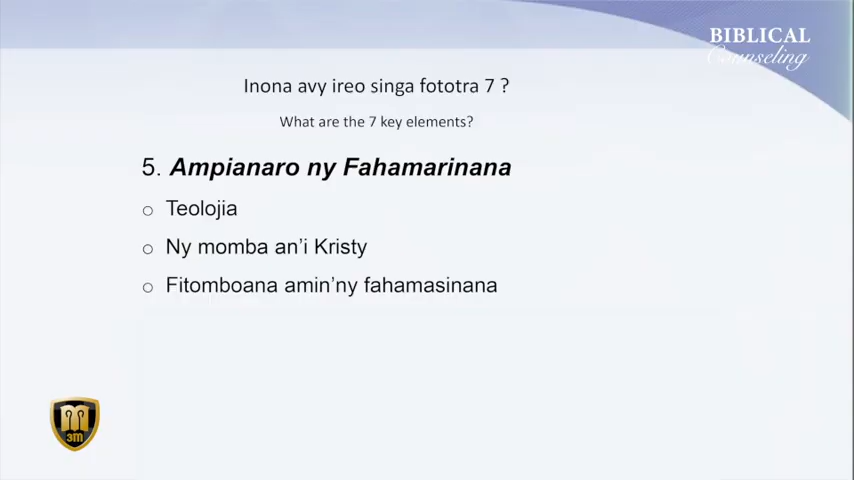 BIBLICAL
Counseling
Inona avy ireo singa fototra 7 ?
What are the 7 key elements?
5. Ampianaro ny Fahamarinana
o Teolojia
o Ny momba an’i Kristy
o Fitomboana amin’ny fahamasinana
3M